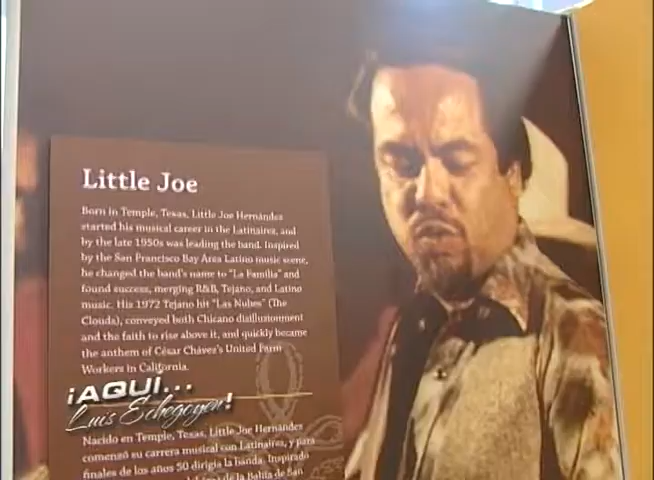 Little Joe
Born in Temple, Texas, Little Joe Hernández
started his musical career in the Latinaires, and
by the late 1950s was leading the band. Inspired
by the San Francisco Bay Area Latino music scene,
he changed the band's name to "La Familia" and
found success, merging R&B, Tejano, and Latino
music. His 1972 Tejano hit "Las Nubes" (The
Clouds), conveyed both Chicano disillusionment
and the faith to rise above it, and quickly became
the anthem of César Chávez's United Farm
Workers in California.
¡AQUÍ...
Luis Echegoyen!
Nacido en Temple, Texas, Little Joe Hernández
comenzó su carrera musical con Latinaires, y para
finales de los años 50 dirigía la banda. Inspirado